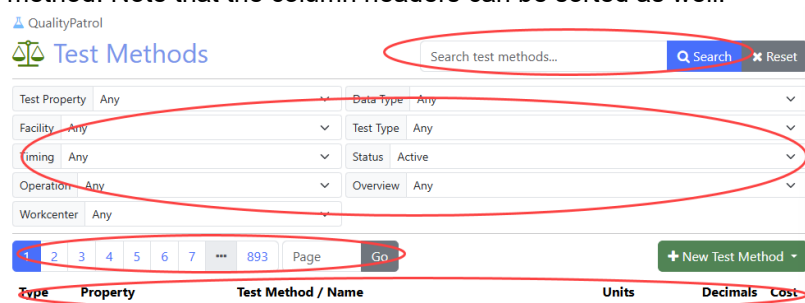 method. Note that the column headers can be sorted as well.
QualityPatrol
Test Methods
Search test methods... Search Reset
Test Property Any Data Type Any
Facility Any Test Type Any
Timing Any Status Active
Operation Any Overview Any
Workcenter Any
1 2 3 4 5 6 7 ••• 893 Page Go + New Test Method
Type Property Test Method / Name Units Decimals Cost